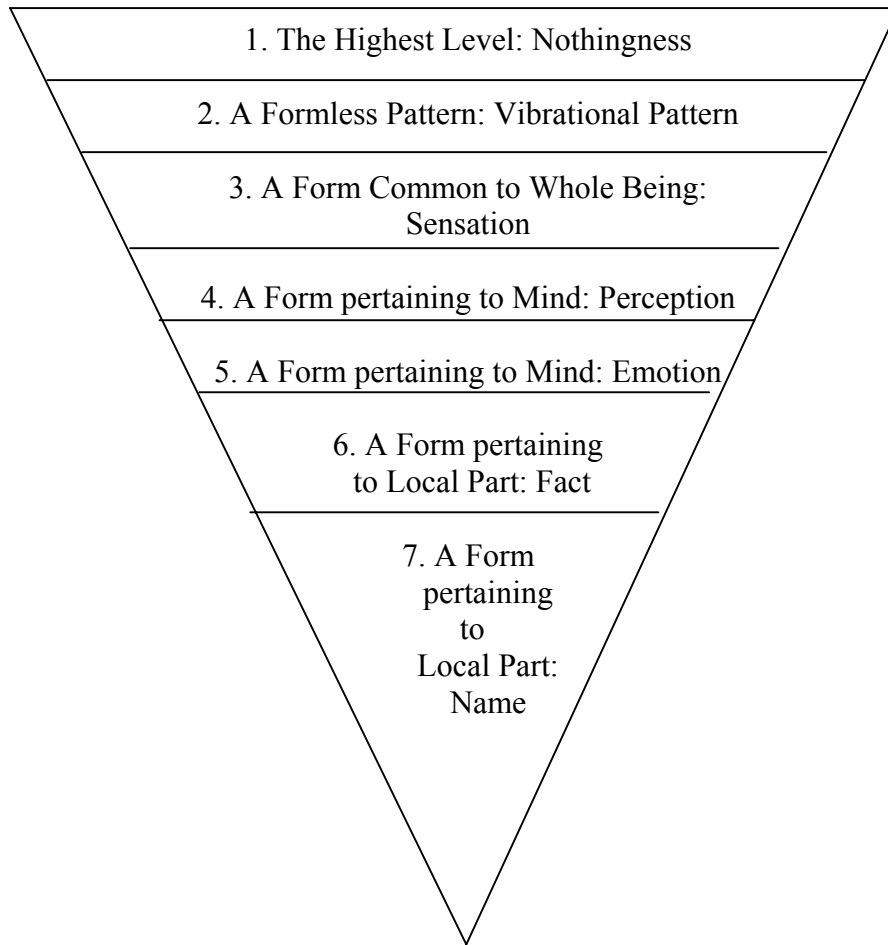 1. The Highest Level: Nothingness
2. A Formless Pattern: Vibrational Pattern
3. A Form Common to Whole Being:
Sensation
4. A Form pertaining to Mind: Perception
5. A Form pertaining to Mind: Emotion
6. A Form pertaining
to Local Part: Fact
7. A Form
pertaining
to
Local Part:
Name